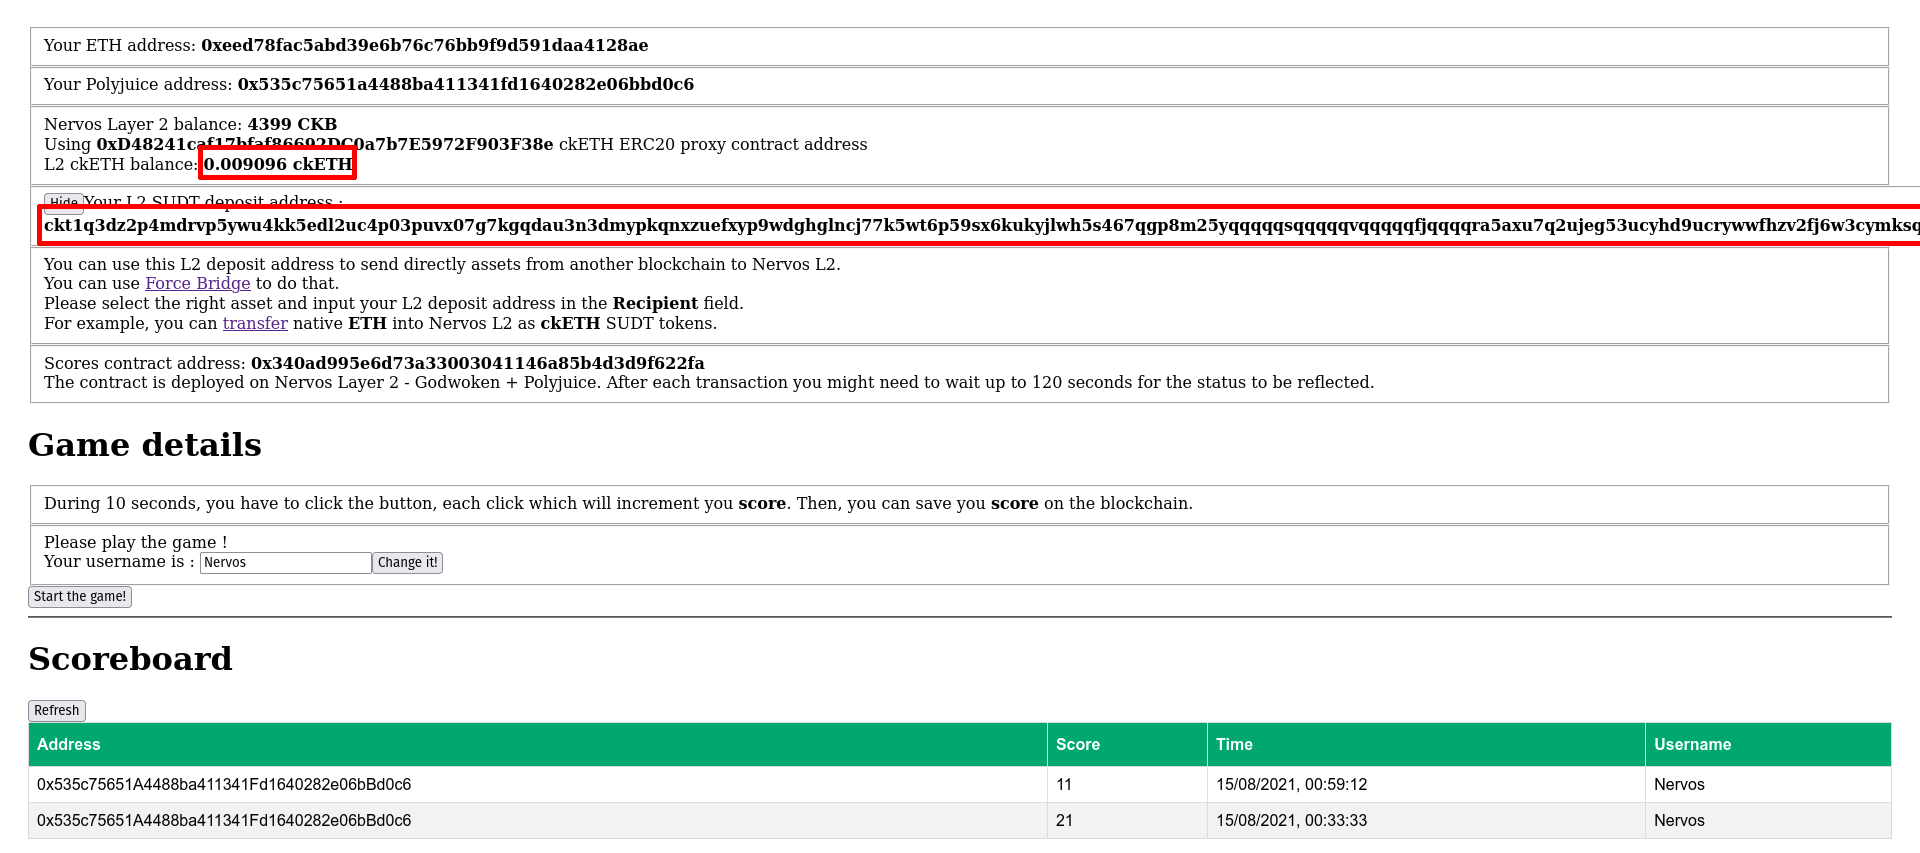 Your ETH address: 0xeed78fac5abd39e6b76c76bb9f9d591daa4128ae
Your Polyjuice address: 0x535c75651a4488ba411341fd1640282e06bbd0c6
Nervos Layer 2 balance: 4399 CKB
Using 0xD48241caf17bfaf86692DC0a7b7E5972F903F38e ckETH ERC20 proxy contract address
L2 ckETH balance: 0.009096 ckETH
Hide Your L2 SUDT deposit address :
ckt1q3dz2p4mdrvp5ywu4kk5edl2uc4p03puvx07g7kgqdau3n3dmypkqnxzuefxyp9wdghglncj77k5wt6p59sx6kukyjlwh5s467qgp8m25yqqqqqsqqqqqvqqqqqfjqqqqra5axu7q2ujeg53ucyhd9ucrywwfhzv2fj6w3cymksq
You can use this L2 deposit address to send directly assets from another blockchain to Nervos L2.
You can use Force Bridge to do that.
Please select the right asset and input your L2 deposit address in the Recipient field.
For example, you can transfer native ETH into Nervos L2 as ckETH SUDT tokens.
Scores contract address: 0x340ad995e6d73a33003041146a85b4d3d9f622fa
The contract is deployed on Nervos Layer 2 - Godwoken + Polyjuice. After each transaction you might need to wait up to 120 seconds for the status to be reflected.
Game details
During 10 seconds, you have to click the button, each click which will increment you score. Then, you can save you score on the blockchain.
Please play the game !
Your username is : Nervos Change it!
Start the game!
Scoreboard
Refresh
Address Score Time Username
0x535c75651A4488ba411341Fd1640282e06bBd0c6 11 15/08/2021, 00:59:12 Nervos
0x535c75651A4488ba411341Fd1640282e06bBd0c6 21 15/08/2021, 00:33:33 Nervos